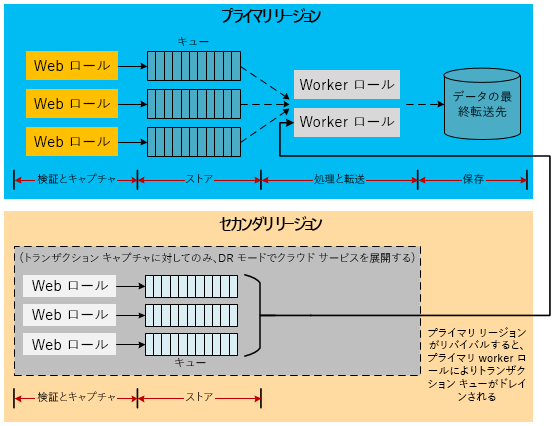 プライマリ リージョン
キュー
Web ロール
Web ロール
Web ロール
Worker ロール
Worker ロール
データの最
終転送先
検証とキャプチャ
ストア
処理と転送
保存
セカンダリ リージョン
(トランザクション キャプチャに対してのみ、DR モードでクラウド サービスを展開する)
Web ロール
Web ロール
Web ロール
キュー
プライマリ リージョン
がリバイバルすると、
プライマリ worker ロ
ールによりトランザク
ション キューがドレイ
ンされる
検証とキャプチャ
ストア